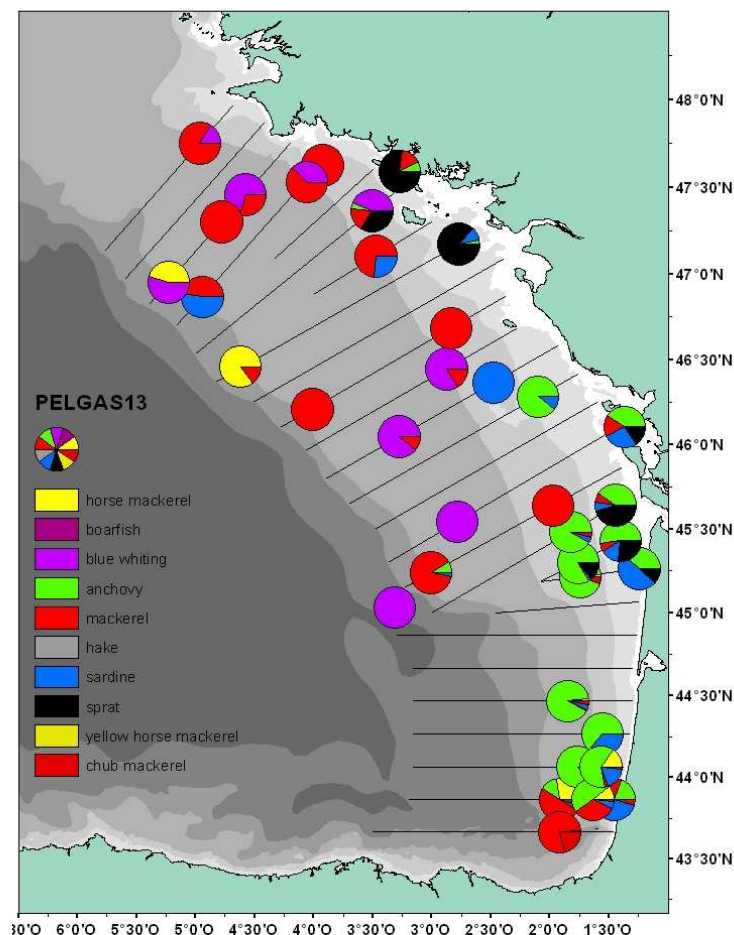 48°0'N
47°30'N
47°0'N
46°30'N
46°0'N
45°30'N
45°0'N
44°30'N
44°0'N
43°30'N
PELGAS13
horse mackerel
boarfish
blue whiting
anchovy
mackerel
hake
sardine
sprat
yellow horse mackerel
chub mackerel
30'O 6°0'O 5°30'O 5°0'O 4°30'O 4°0'O 3°30'O 3°0'O 2°30'O 2°0'O 1°30'O